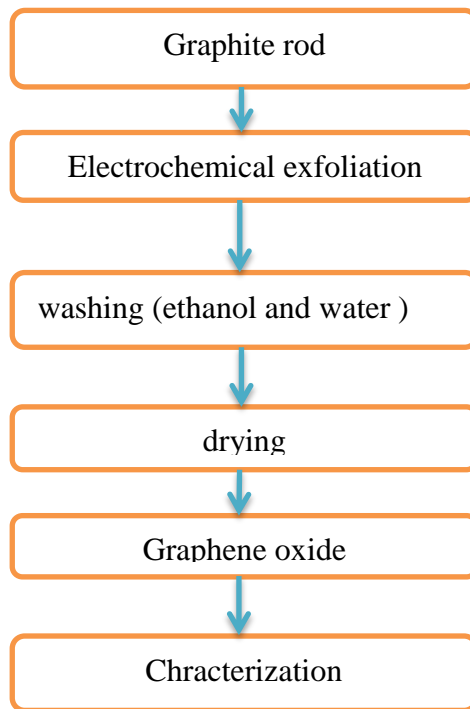 Graphite rod
Electrochemical exfoliation
washing (ethanol and water )
drying
Graphene oxide
Chracterization